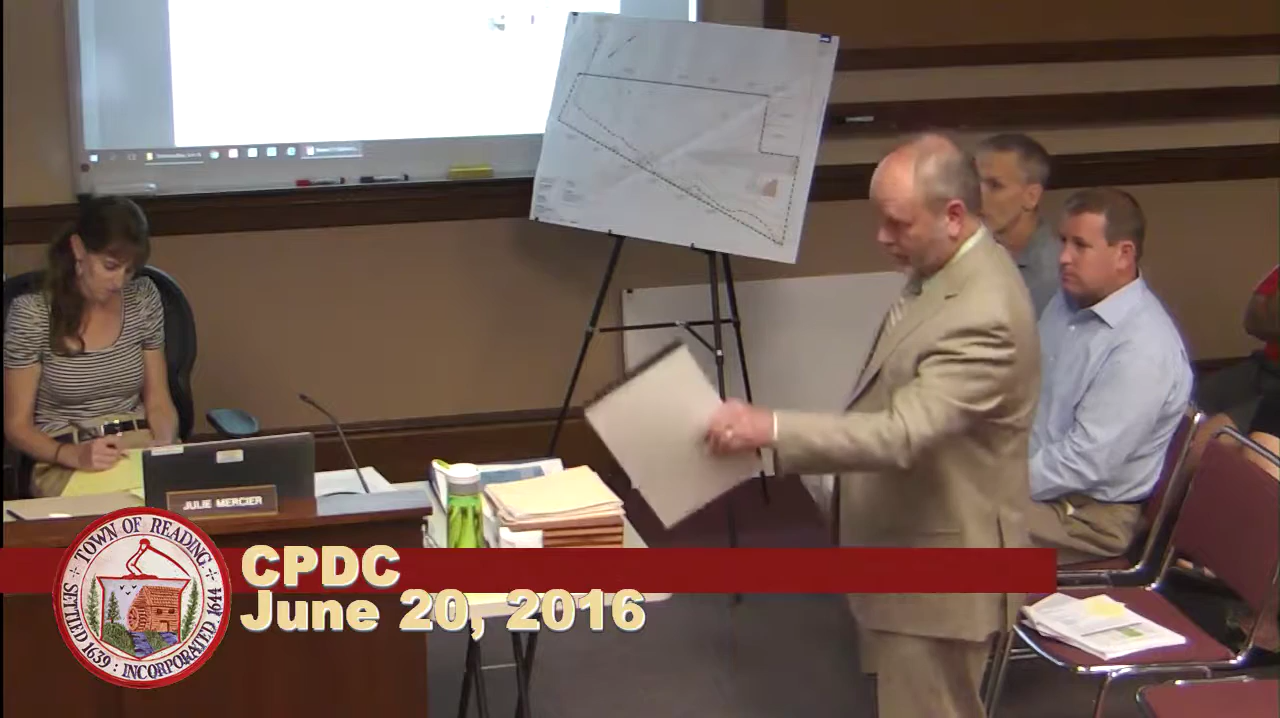 JULIE MERCIER
TOWN OF READING
SETTLED 1639 : INCORPORATED 1644
CPDC
June 20, 2016